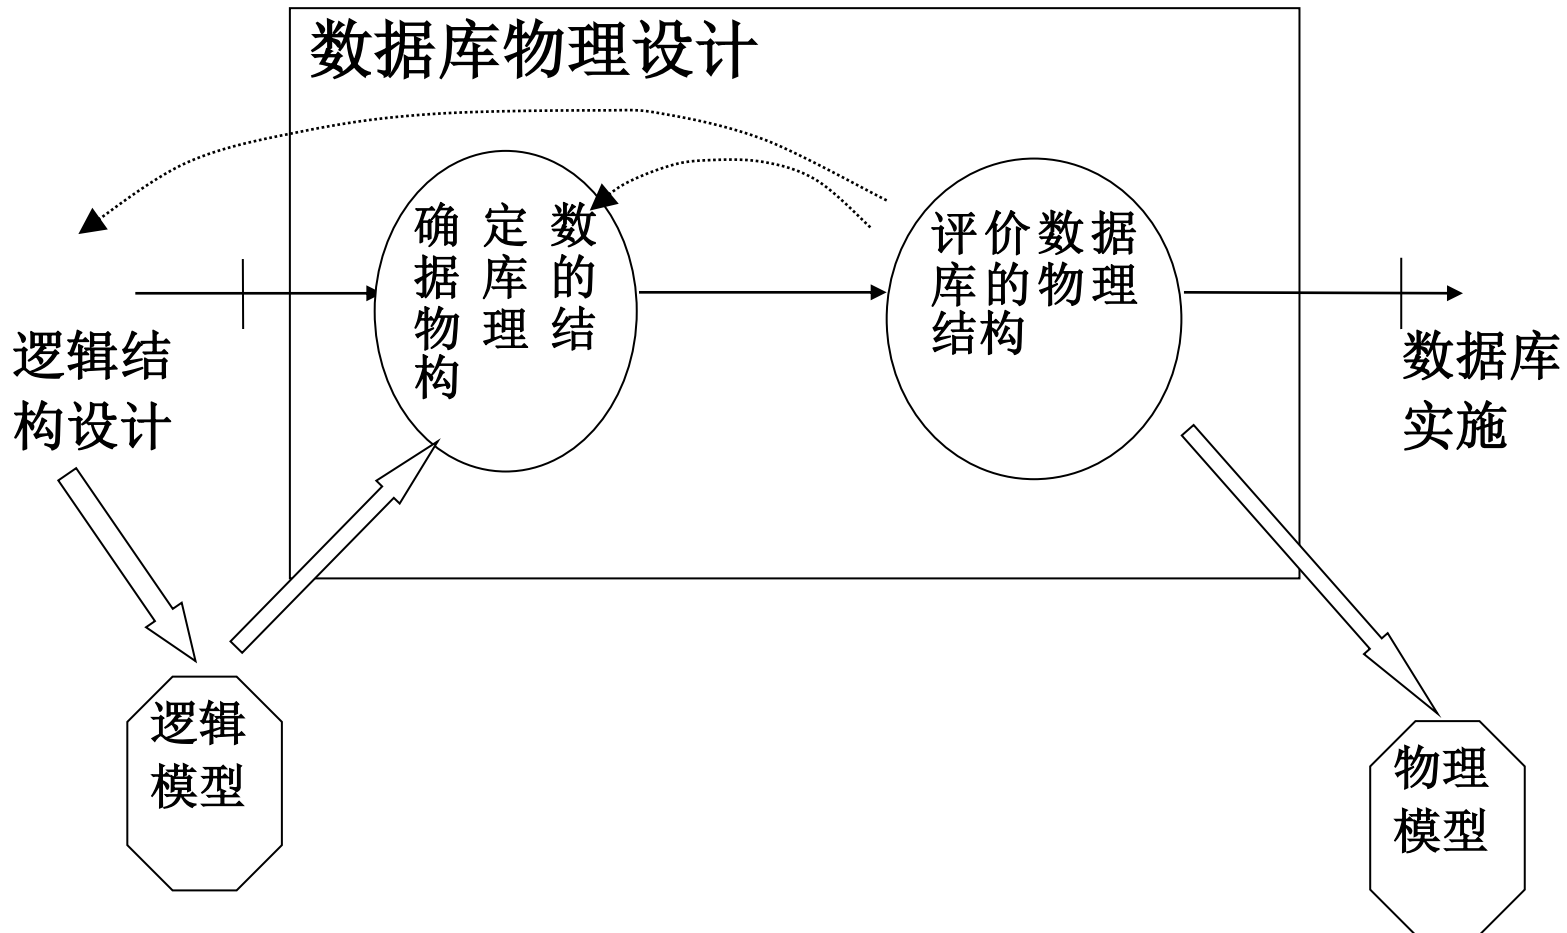 数据库物理设计
确 定 数
据 库 的
物 理 结
构
评价数据
库的物理
结构
逻辑结
构设计
数据库
实施
逻辑
模型
物理
模型